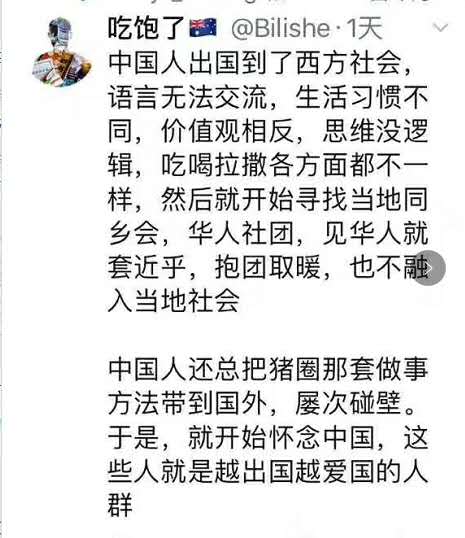 吃饱了🇦🇺 @Bilishe·1天
中国人出国到了西方社会，
语言无法交流，生活习惯不
同，价值观相反，思维没逻
辑，吃喝拉撒各方面都不一
样，然后就开始寻找当地同
乡会，华人社团，见华人就
套近乎，抱团取暖，也不融
入当地社会
中国人还总把猪圈那套做事
方法带到国外，屡次碰壁。
于是，就开始怀念中国，这
些人就是越出国越爱国的人
群